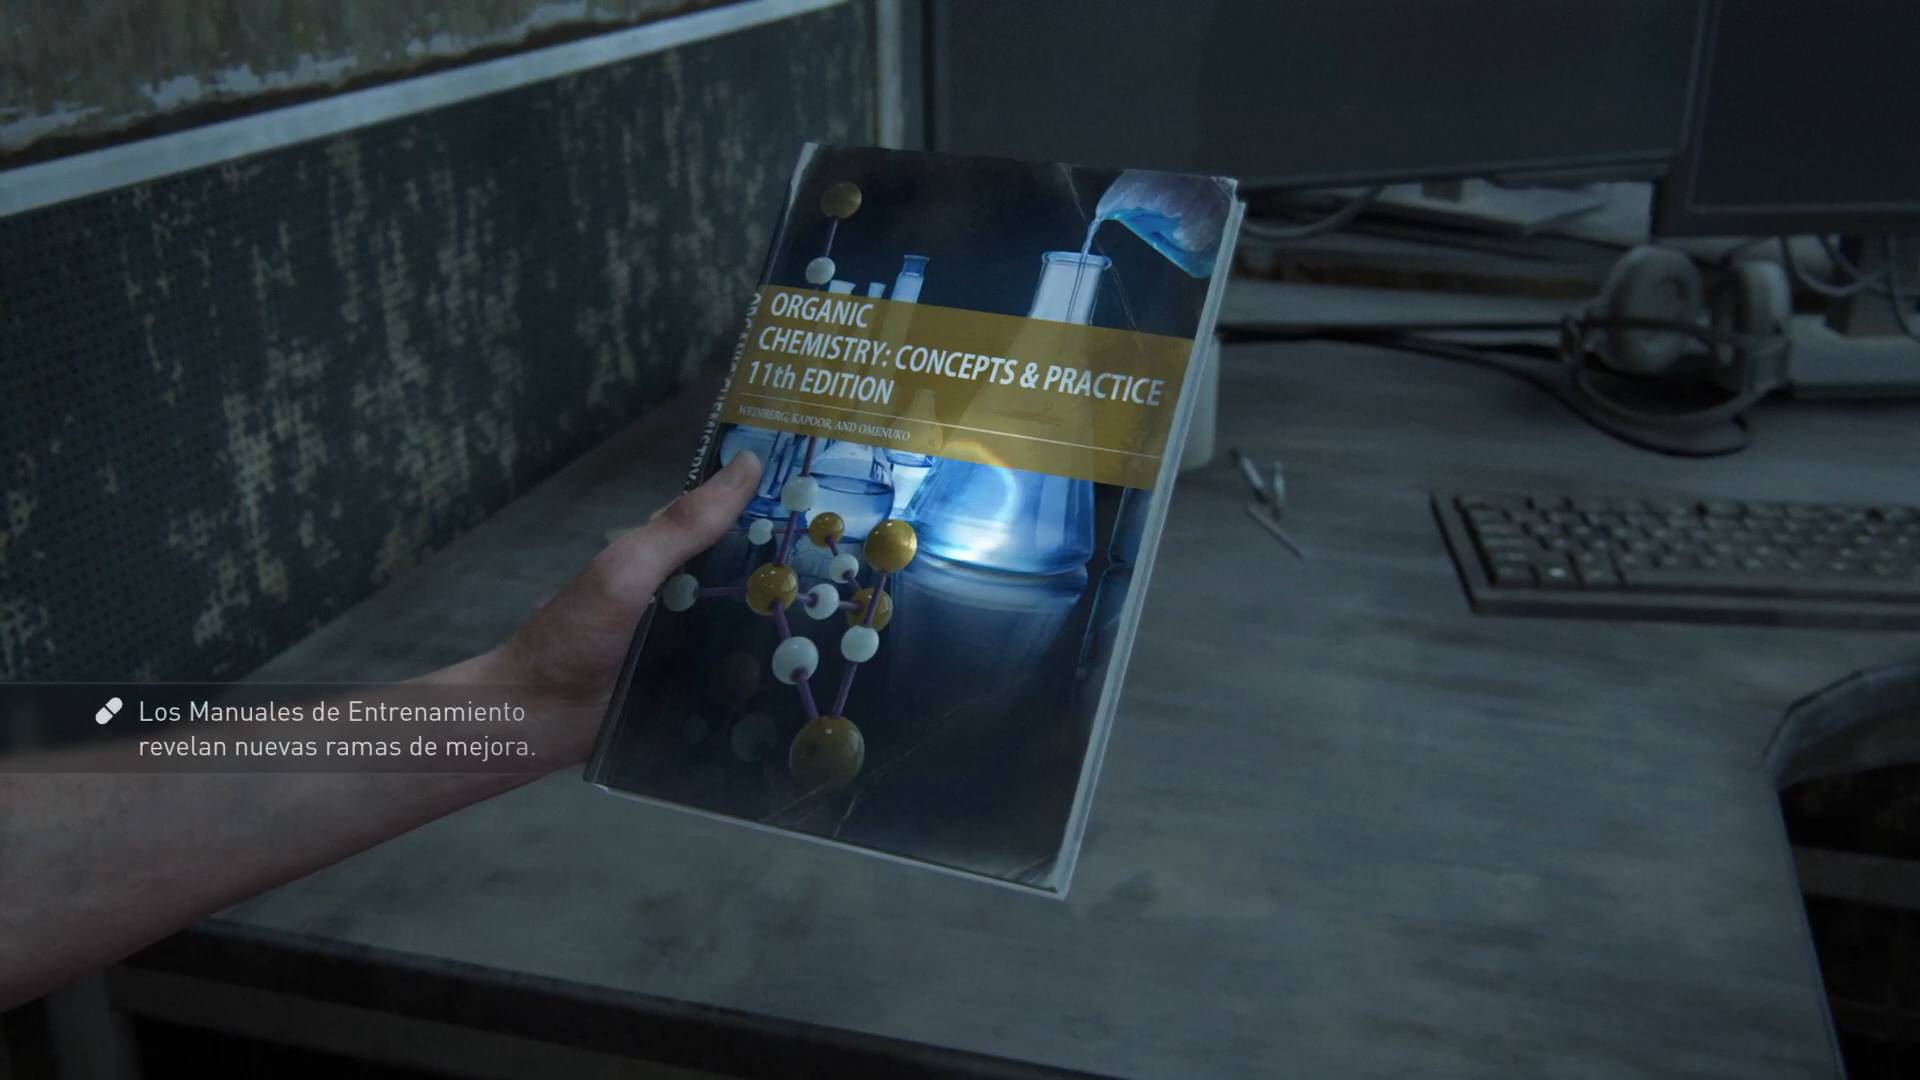 ORGANIC
CHEMISTRY: CONCEPTS & PRACTICE
11th EDITION
WEINBERG, KAPOOR, AND OMENUKO
Los Manuales de Entrenamiento
revelan nuevas ramas de mejora.